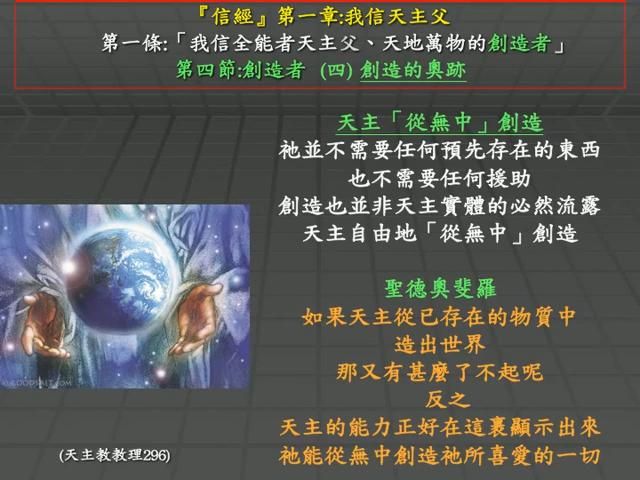 『信經』第一章:我信天主父
第一條:「我信全能者天主父、天地萬物的創造者」
第四節:創造者 (四) 創造的奧跡
天主「從無中」創造
祂並不需要任何預先存在的東西
也不需要任何援助
創造也並非天主實體的必然流露
天主自由地「從無中」創造
聖德奧斐羅
如果天主從已存在的物質中
造出世界
那又有甚麼了不起呢
反之
天主的能力正好在這裏顯示出來
祂能從無中創造祂所喜愛的一切
© GOODSALT.COM
(天主教教理296)